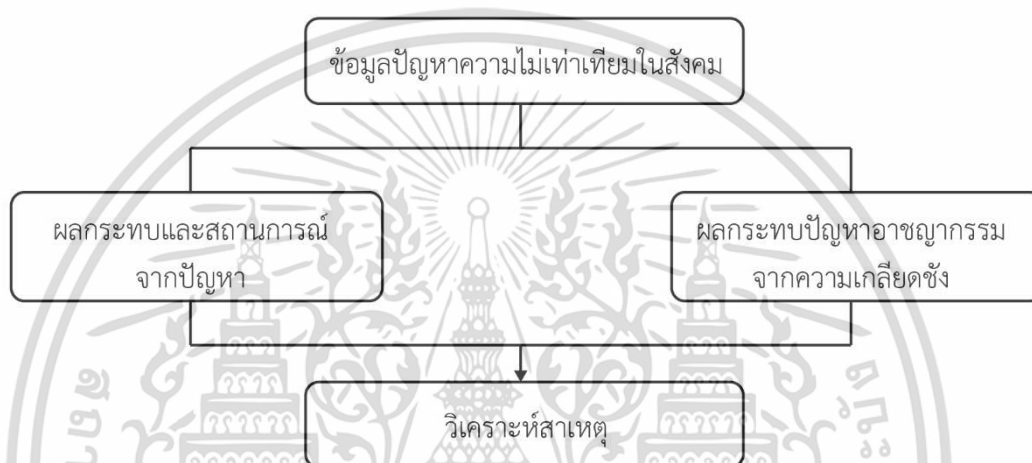 ข้อมูลปัญหาความไม่เท่าเทียมในสังคม
ผลกระทบและสถานการณ์
จากปัญหา
ผลกระทบปัญหาอาชญากรรม
จากความเกลียดชัง
วิเคราะห์สาเหตุ